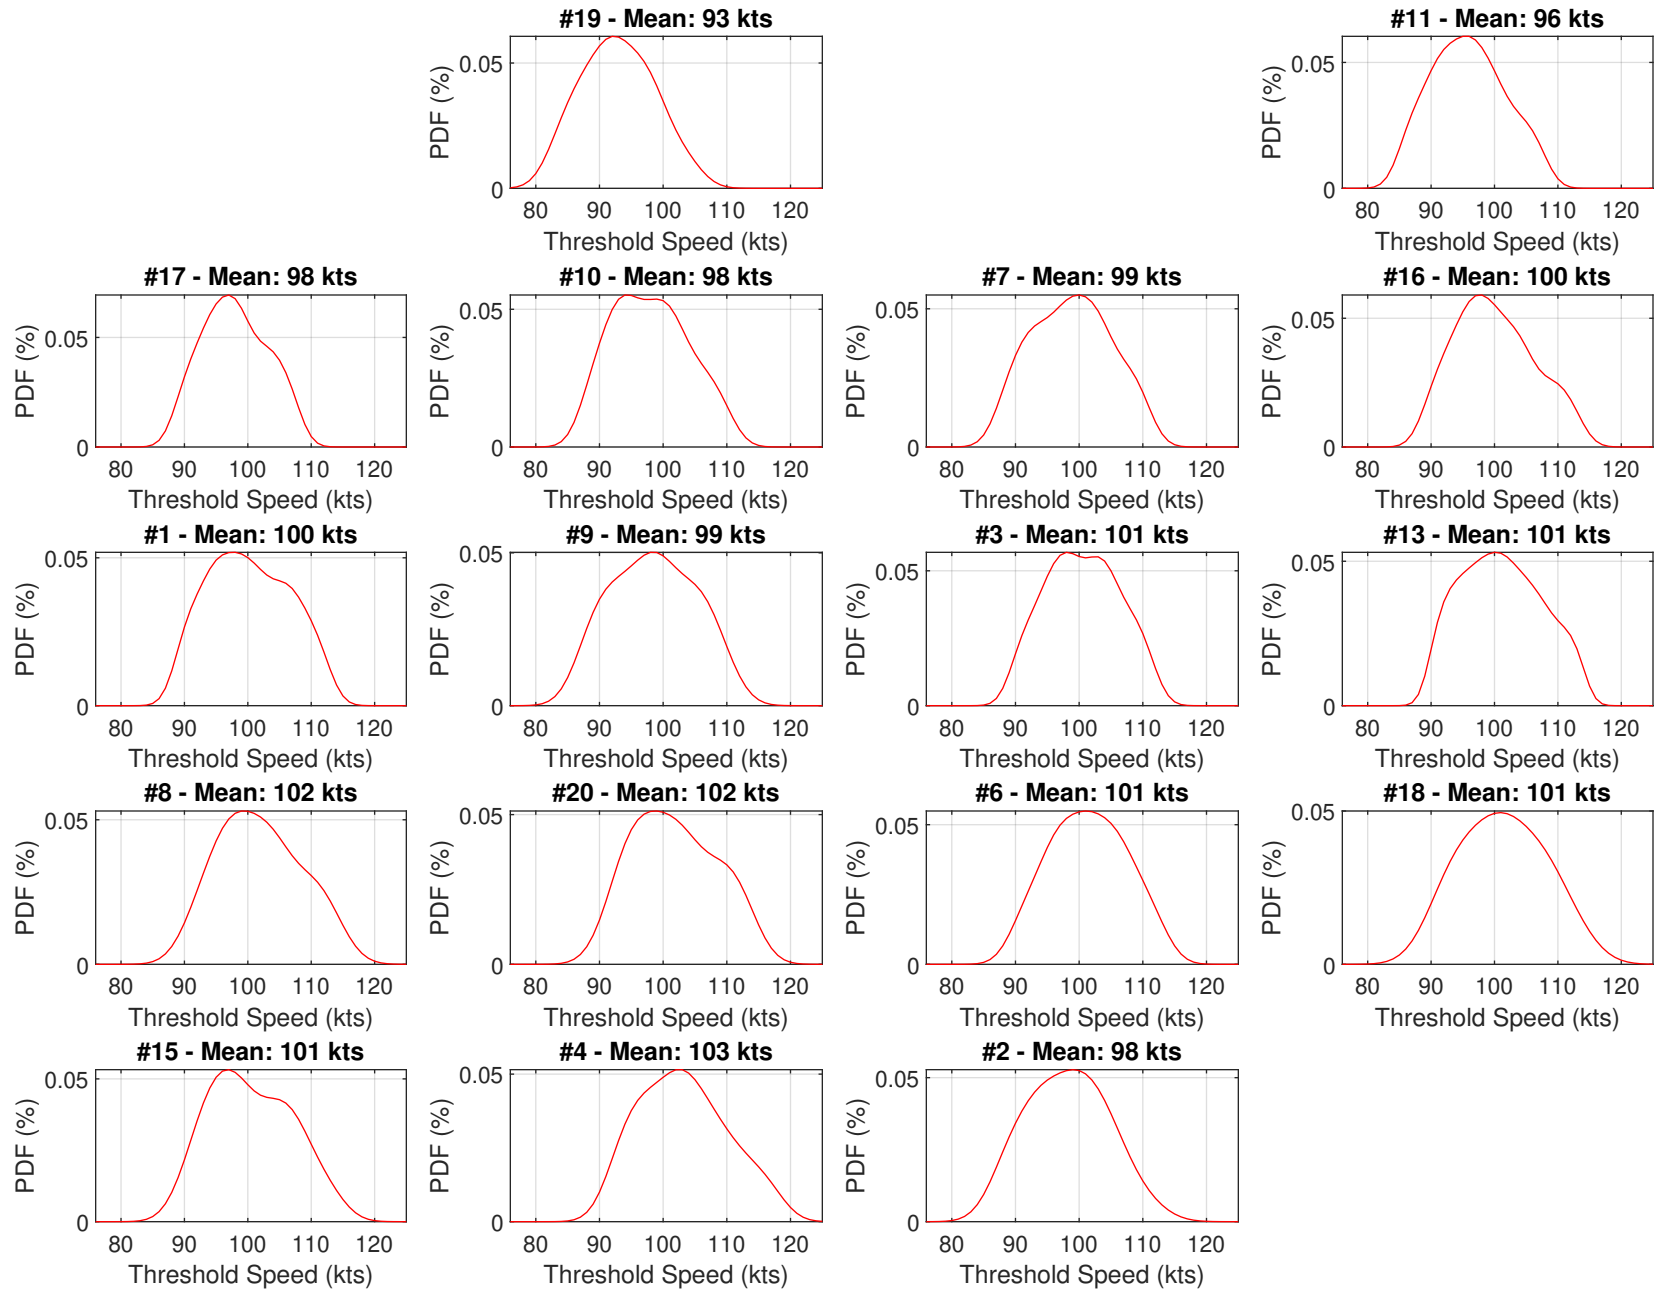 #19 - Mean: 93 kts
PDF (%)
0.05
0
80 90 100 110 120
Threshold Speed (kts)
#11 - Mean: 96 kts
PDF (%)
0.05
0
80 90 100 110 120
Threshold Speed (kts)
#17 - Mean: 98 kts
PDF (%)
0.05
0
80 90 100 110 120
Threshold Speed (kts)
#10 - Mean: 98 kts
PDF (%)
0.05
0
80 90 100 110 120
Threshold Speed (kts)
#7 - Mean: 99 kts
PDF (%)
0.05
0
80 90 100 110 120
Threshold Speed (kts)
#16 - Mean: 100 kts
PDF (%)
0.05
0
80 90 100 110 120
Threshold Speed (kts)
#1 - Mean: 100 kts
PDF (%)
0.05
0
80 90 100 110 120
Threshold Speed (kts)
#9 - Mean: 99 kts
PDF (%)
0.05
0
80 90 100 110 120
Threshold Speed (kts)
#3 - Mean: 101 kts
PDF (%)
0.05
0
80 90 100 110 120
Threshold Speed (kts)
#13 - Mean: 101 kts
PDF (%)
0.05
0
80 90 100 110 120
Threshold Speed (kts)
#8 - Mean: 102 kts
PDF (%)
0.05
0
80 90 100 110 120
Threshold Speed (kts)
#20 - Mean: 102 kts
PDF (%)
0.05
0
80 90 100 110 120
Threshold Speed (kts)
#6 - Mean: 101 kts
PDF (%)
0.05
0
80 90 100 110 120
Threshold Speed (kts)
#18 - Mean: 101 kts
PDF (%)
0.05
0
80 90 100 110 120
Threshold Speed (kts)
#15 - Mean: 101 kts
PDF (%)
0.05
0
80 90 100 110 120
Threshold Speed (kts)
#4 - Mean: 103 kts
PDF (%)
0.05
0
80 90 100 110 120
Threshold Speed (kts)
#2 - Mean: 98 kts
PDF (%)
0.05
0
80 90 100 110 120
Threshold Speed (kts)